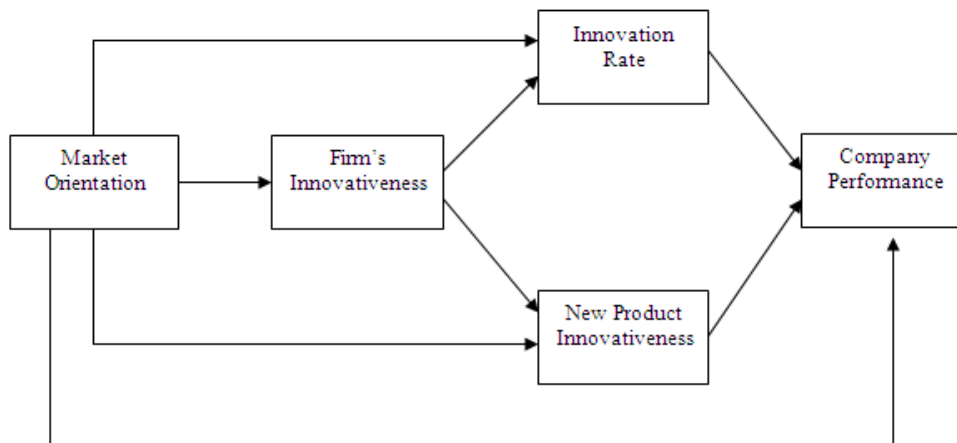 Innovation
Rate
Market
Orientation
Firm's
Innovativeness
Company
Performance
New Product
Innovativeness